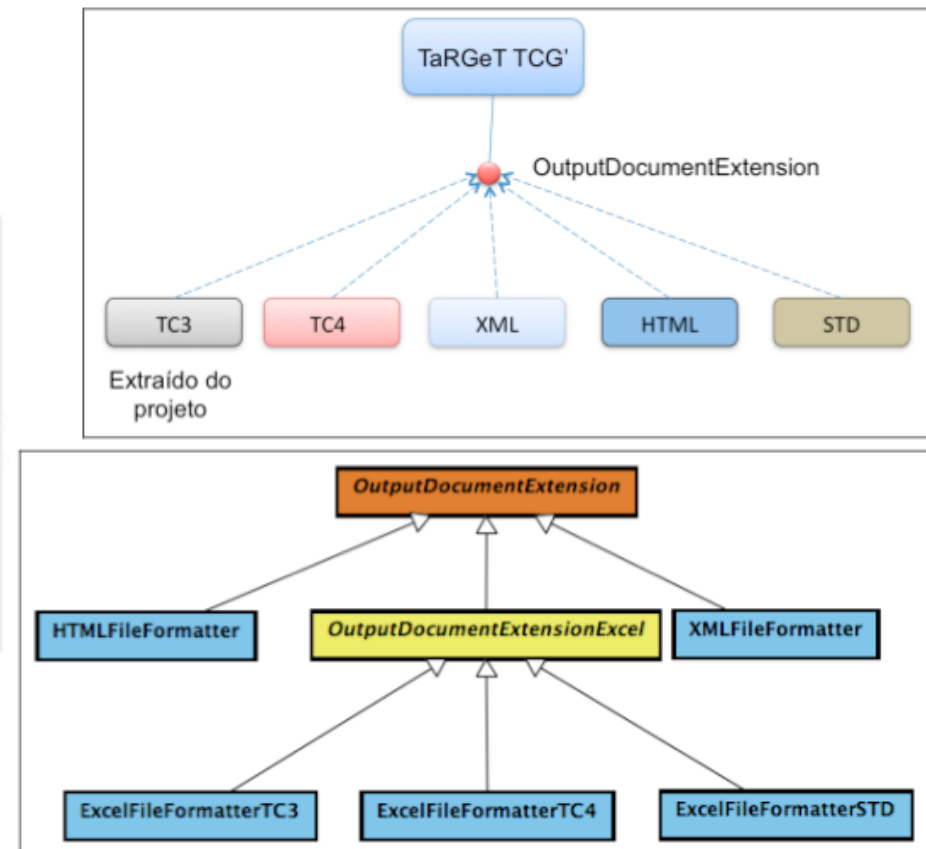 TaRGeT TCG'
OutputDocumentExtension
TC3
TC4
XML
HTML
STD
Extraído do
projeto
OutputDocumentExtension
HTMLFileFormatter
OutputDocumentExtensionExcel
XMLFileFormatter
ExcelFileFormatterTC3
ExcelFileFormatterTC4
ExcelFileFormatterSTD